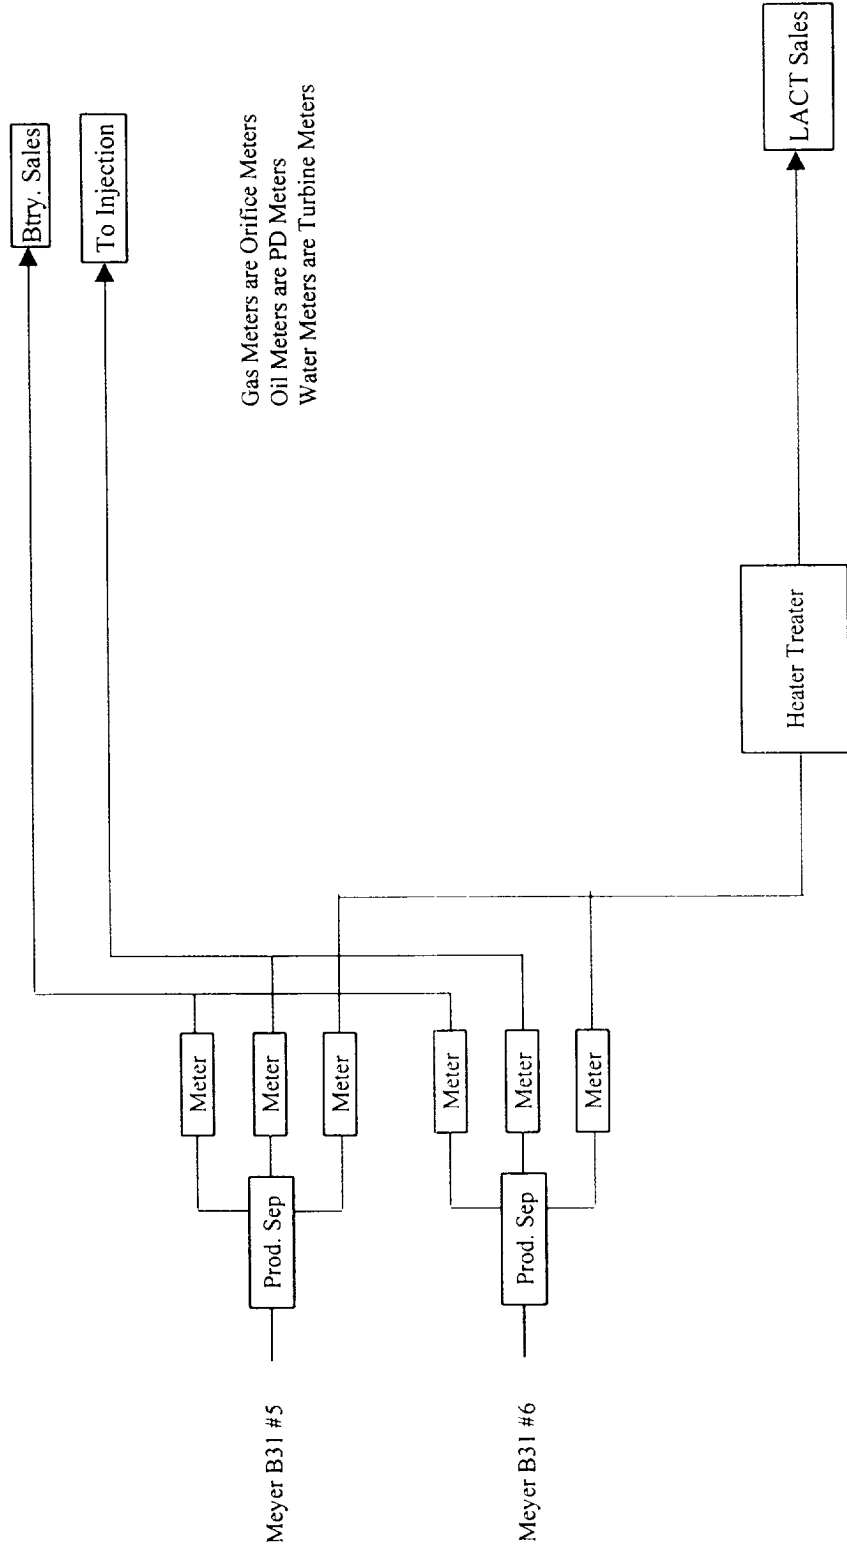 Btry. Sales
To Injection
Gas Meters are Orifice Meters
Oil Meters are PD Meters
Water Meters are Turbine Meters
LACT Sales
Heater Treater
Meter
Meter
Meter
Meter
Meter
Meter
Prod. Sep
Prod. Sep
Meyer B31 #5
Meyer B31 #6